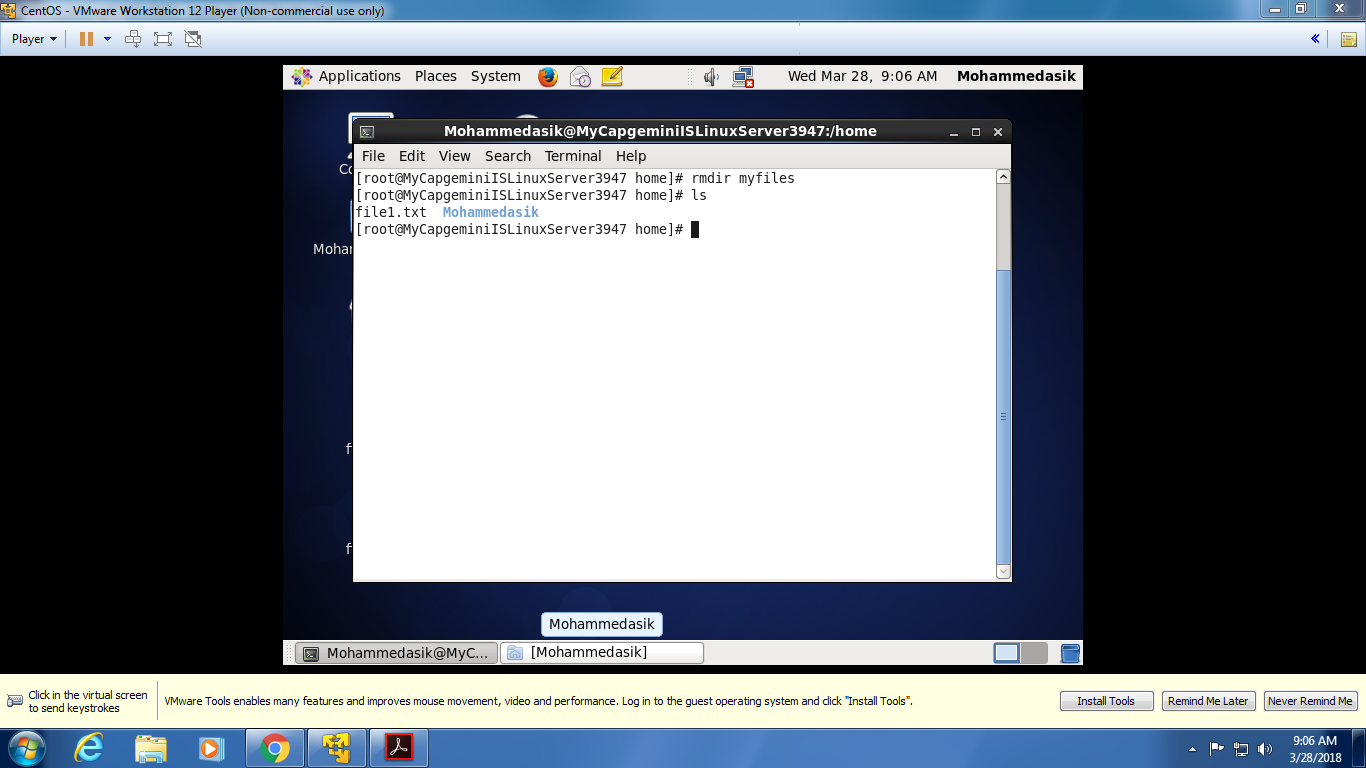 CentOS - VMware Workstation 12 Player (Non-commercial use only)
Player
Applications Places System Wed Mar 28, 9:06 AM Mohammedasik
Mohammedasik@MyCapgeminiISLinuxServer3947:/home
File Edit View Search Terminal Help
[root@MyCapgeminiISLinuxServer3947 home]# rmdir myfiles
[root@MyCapgeminiISLinuxServer3947 home]# ls
file1.txt Mohammedasik
[root@MyCapgeminiISLinuxServer3947 home]#
Mohammedasik
Mohammedasik@MyC... [Mohammedasik]
Click in the virtual screen
to send keystrokes
VMware Tools enables many features and improves mouse movement, video and performance. Log in to the guest operating system and click "Install Tools".
Install Tools Remind Me Later Never Remind Me
9:06 AM
3/28/2018